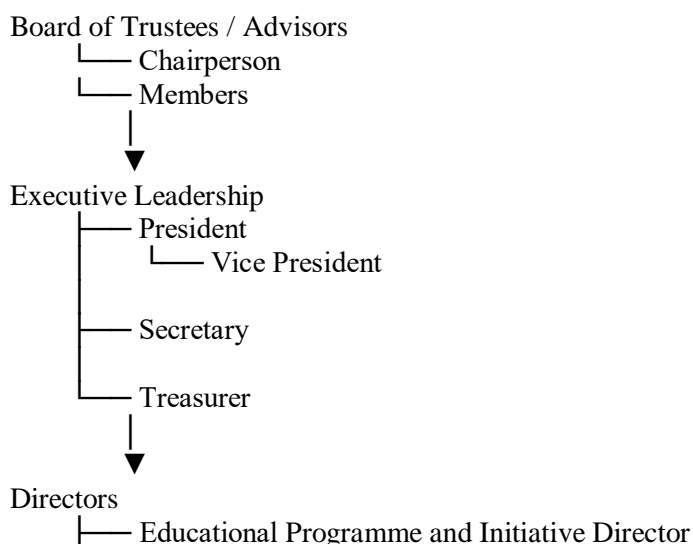 Board of Trustees / Advisors
Chairperson
Members
Executive Leadership
President
Vice President
Secretary
Treasurer
Directors
Educational Programme and Initiative Director